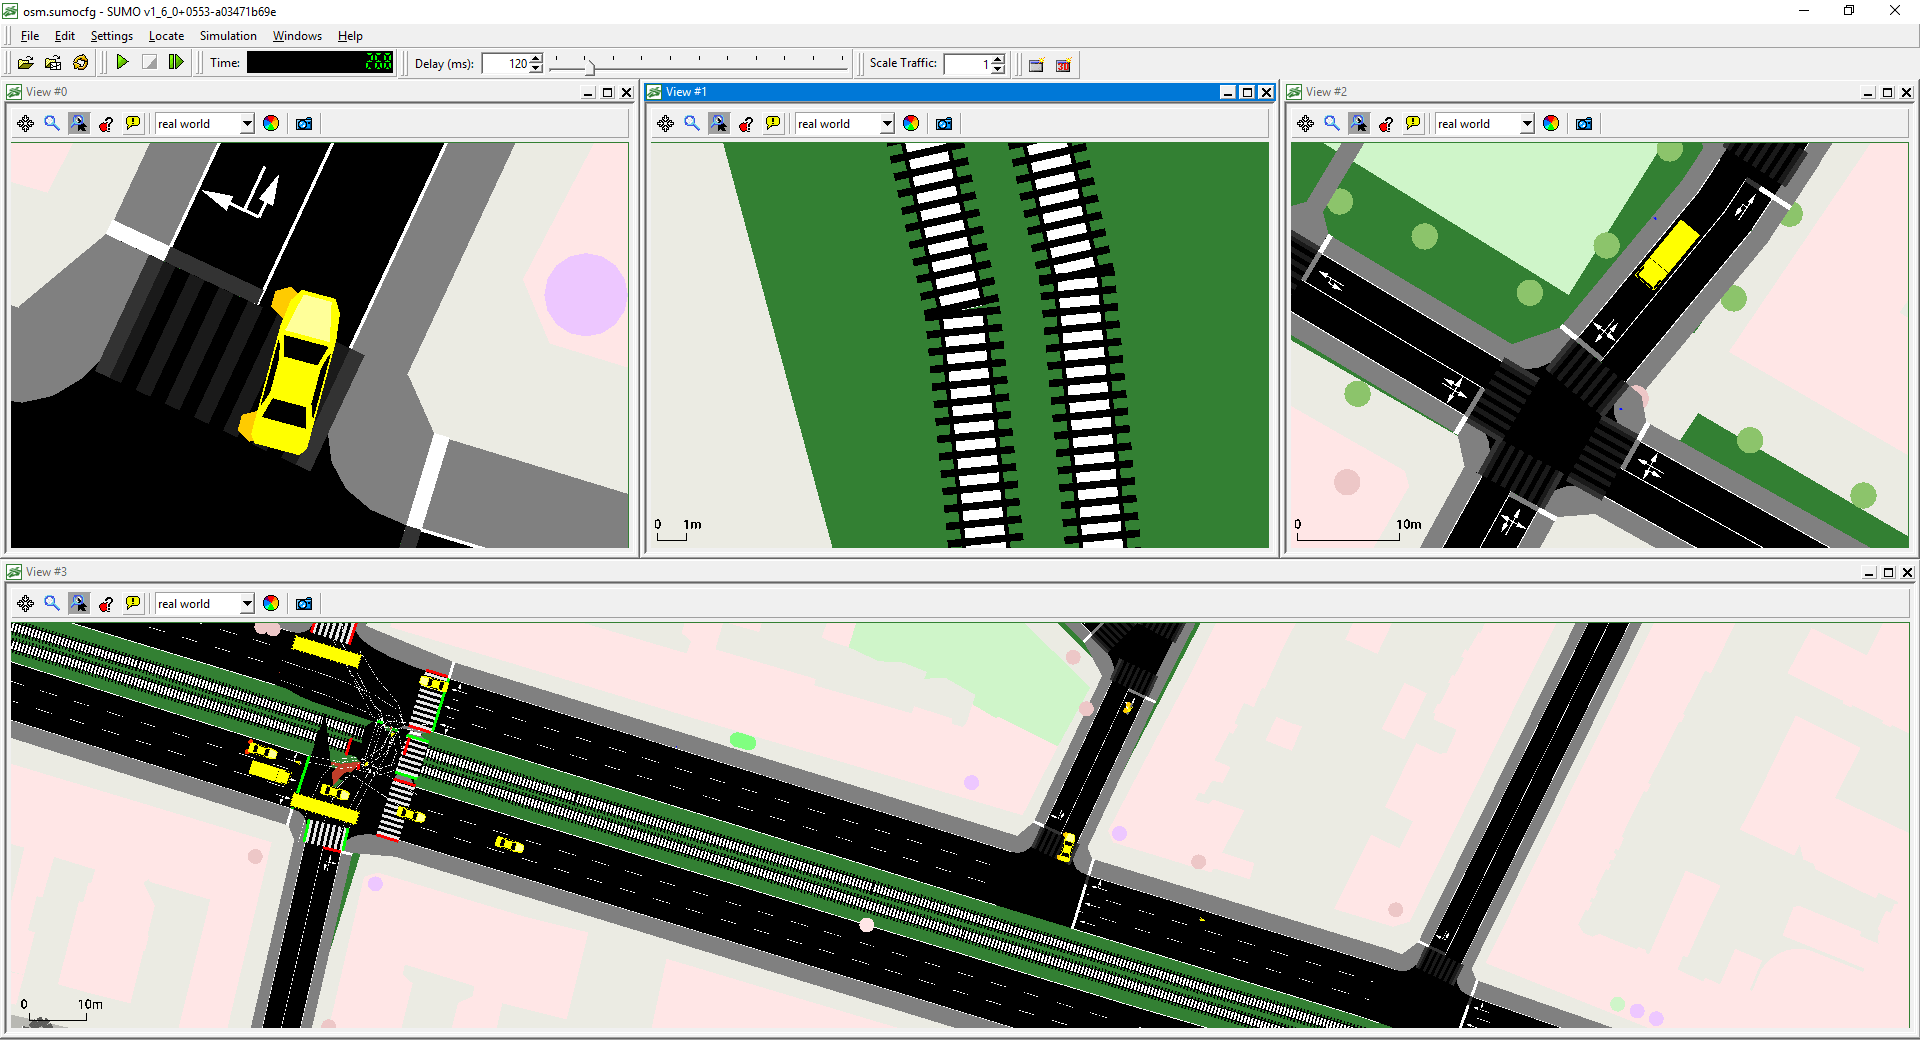 osm.sumocfg - SUMO v1_6_0+0553-a03471b69e
File Edit Settings Locate Simulation Windows Help
Time: 268 Delay (ms): 120 Scale Traffic: 1
View #0
real world
View #1
real world
0 1m
View #2
real world
0 10m
View #3
real world
0 10m